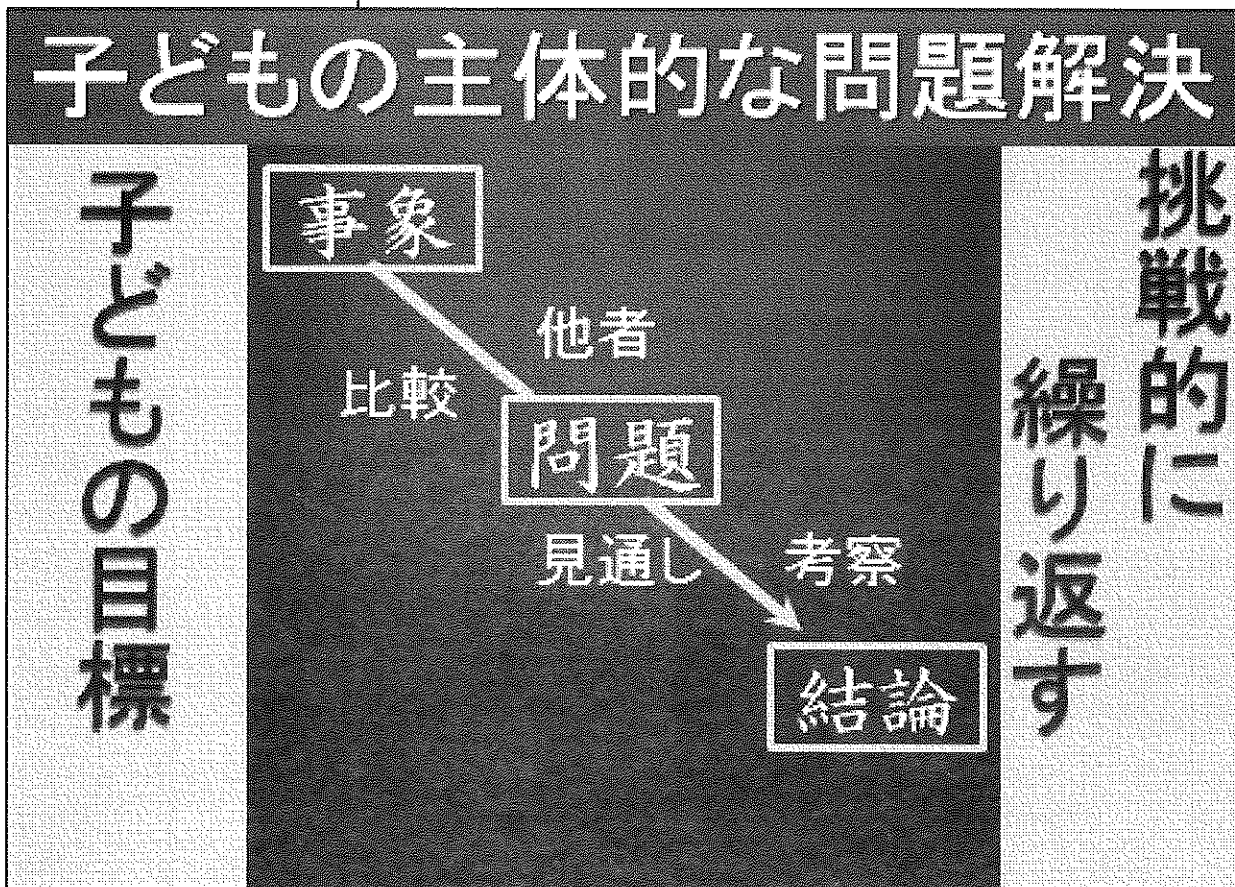 子どもの主体的な問題解決
子どもの目標
事象
他者
比較
問題
見通し
考察
結論
挑戦的に
繰り返す